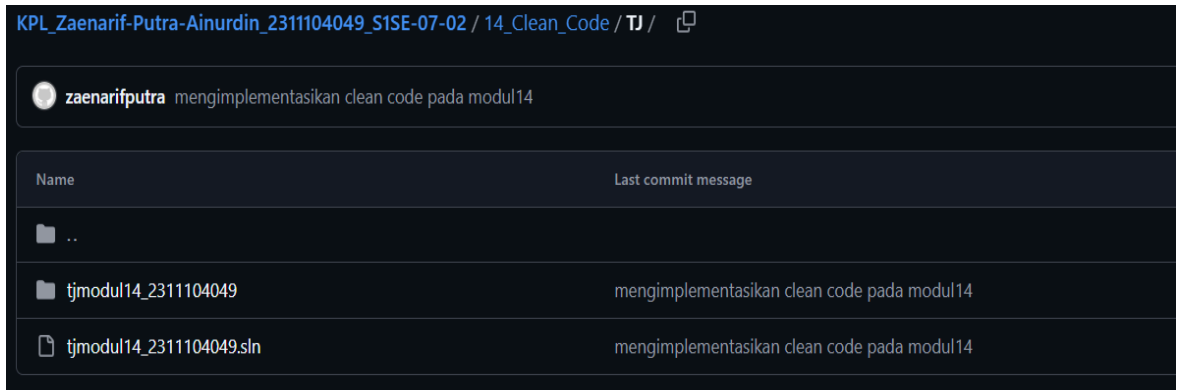 KPL_Zaenarif-Putra-Ainurdin_2311104049_S1SE-07-02 / 14_Clean_Code / TJ /
zaenarifputra mengimplementasikan clean code pada modul14
Name Last commit message
..
tjmodul14_2311104049 mengimplementasikan clean code pada modul14
tjmodul14_2311104049.sln mengimplementasikan clean code pada modul14